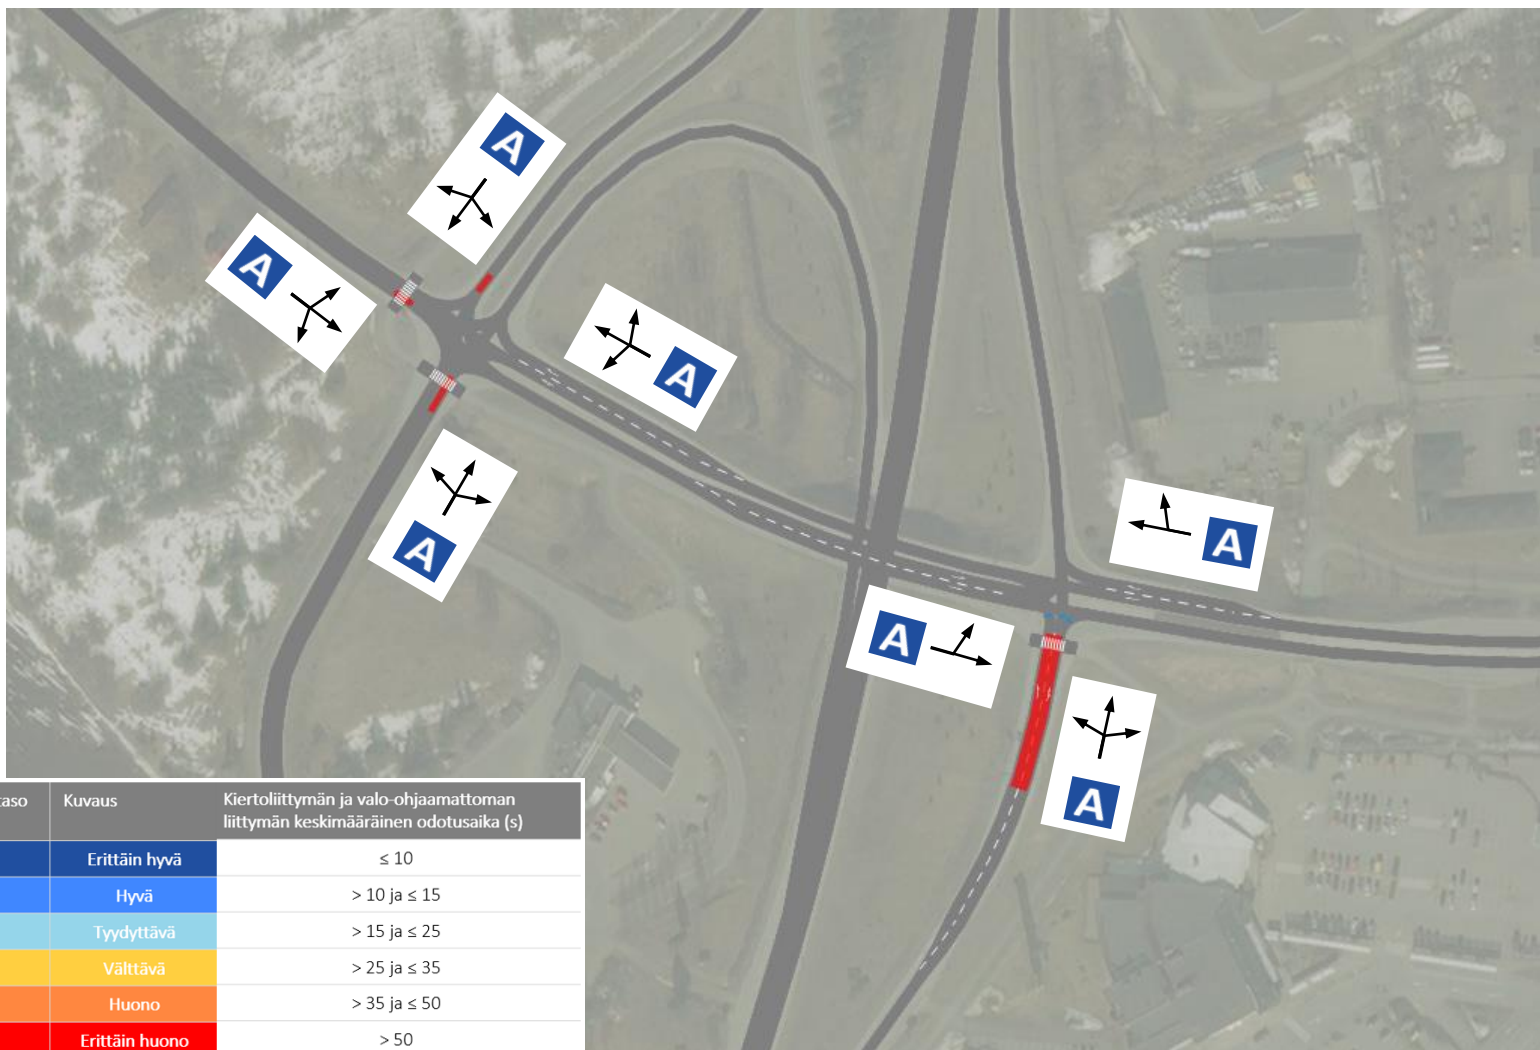 A
A
A
A
A
A
A
A
taso
Kuvaus
Kiertoliittymän ja valo-ohjaamattoman
liittymän keskimääräinen odotusaika (s)
Erittäin hyvä
≤ 10
Hyvä
> 10 ja ≤ 15
Tyydyttävä
> 15 ja ≤ 25
Välttävä
> 25 ja ≤ 35
Huono
> 35 ja ≤ 50
Erittäin huono
> 50